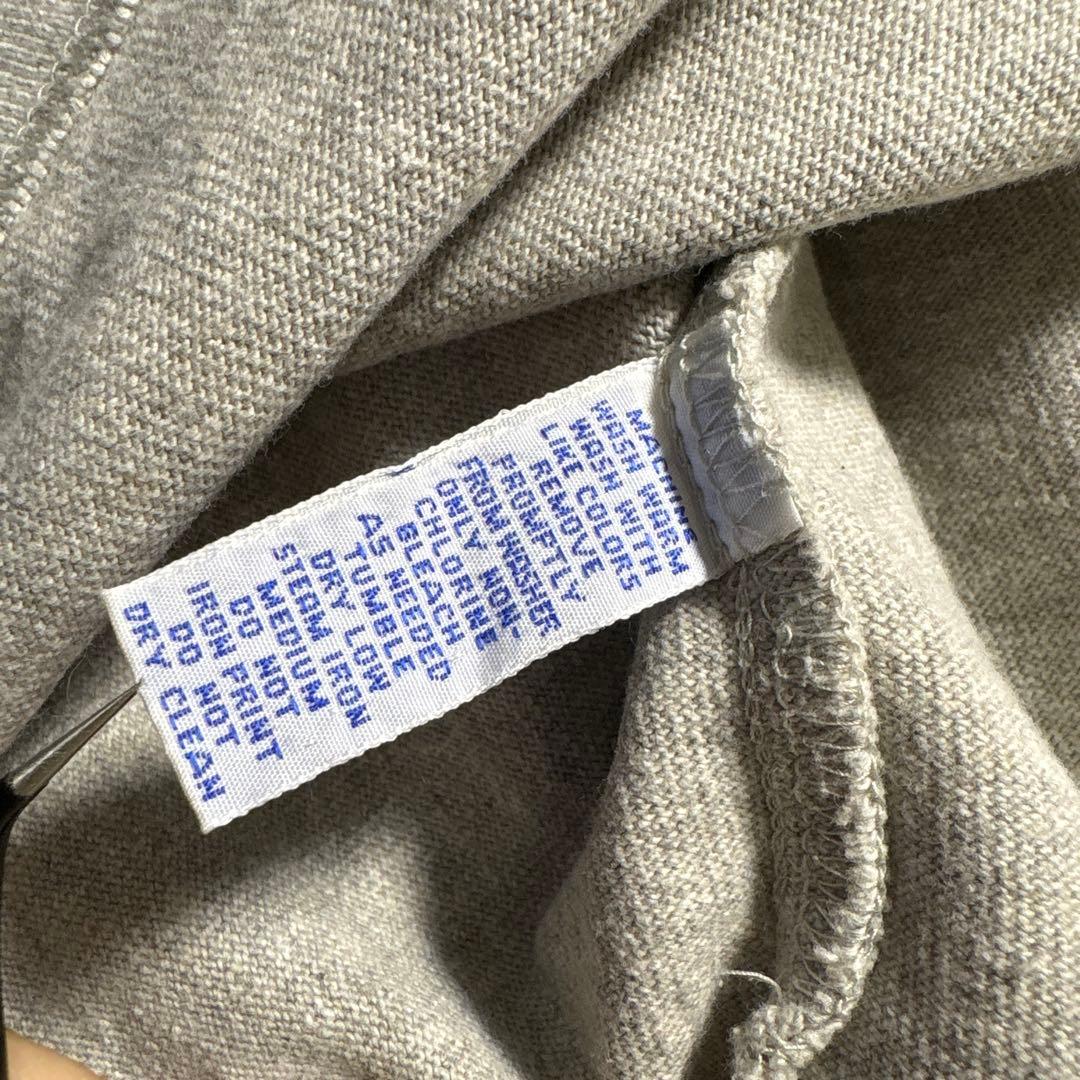 MACHINE
WASH WORM
WASH WITH
LIKE COLORS
REMOVE
PROMPTLY
FROM WASHER
ONLY NON-
CHLORINE
BLEACH
AS NEEDED
TUMBLE
DRY LOW
STEAM IRON
MEDIUM
DO NOT
IRON PRINT
DO NOT
DRY CLEAN